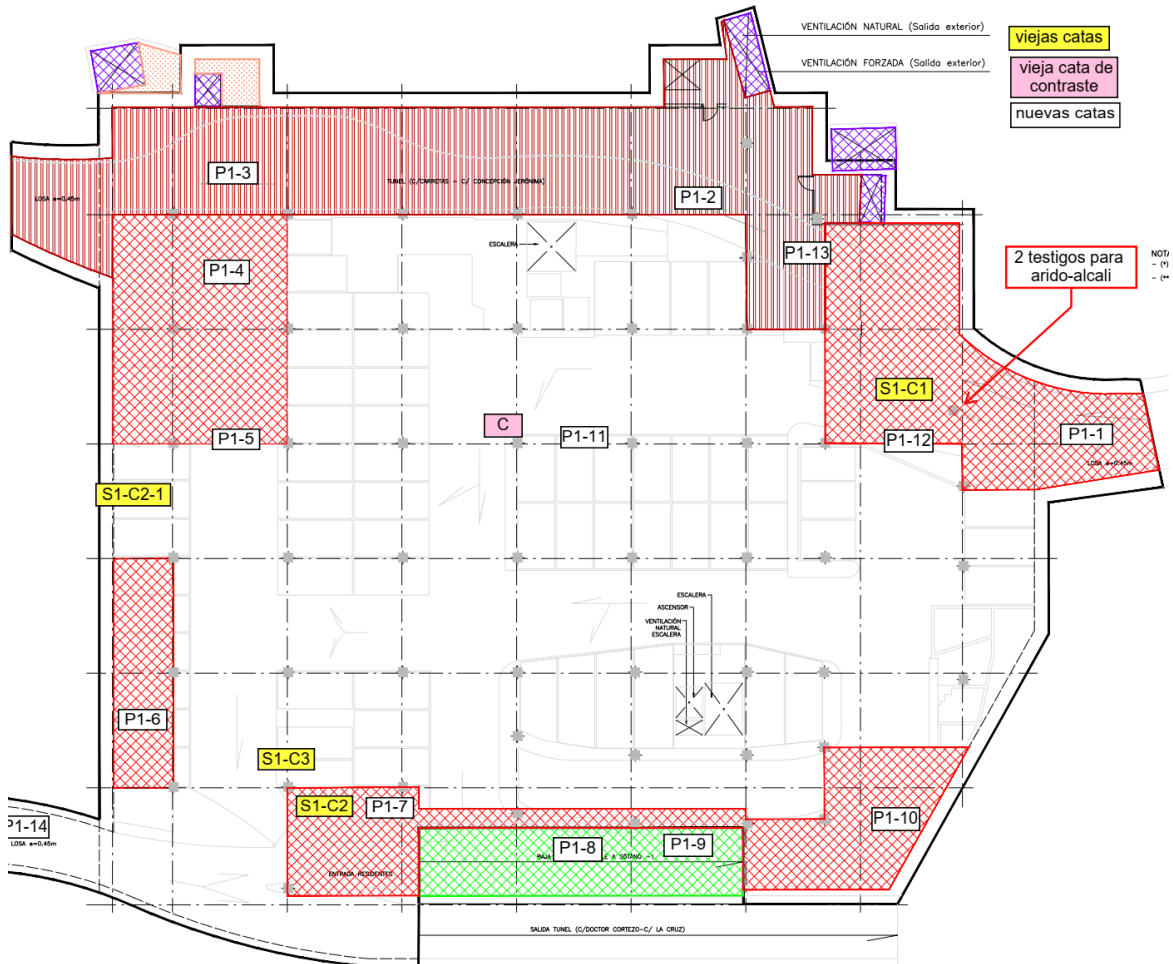 VENTILACIÓN NATURAL (Salida exterior)
VENTILACIÓN FORZADA (Salida exterior)
viejas catas
vieja cata de
contraste
nuevas catas
P1-3
TUNEL (C/CARRETAS - C/ CONCEPCIÓN JERÓNIMA)
P1-2
LOSA e=0.45m
ESCALERA
P1-13
P1-4
2 testigos para
arido-alcali
NOTA
- (*)
- (**
S1-C1
C
P1-5
P1-11
P1-12
P1-1
LOSA e=0.45m
S1-C2-1
ESCALERA
ASCENSOR
VENTILACIÓN
NATURAL
ESCALERA
P1-6
S1-C3
S1-C2
P1-7
P1-10
P1-14
LOSA e=0.45m
P1-8
P1-9
BAJA
E A SÓTANO -1
ENTRADA RESIDENTES
SALIDA TUNEL (C/DOCTOR CORTEZO-C/ LA CRUZ)